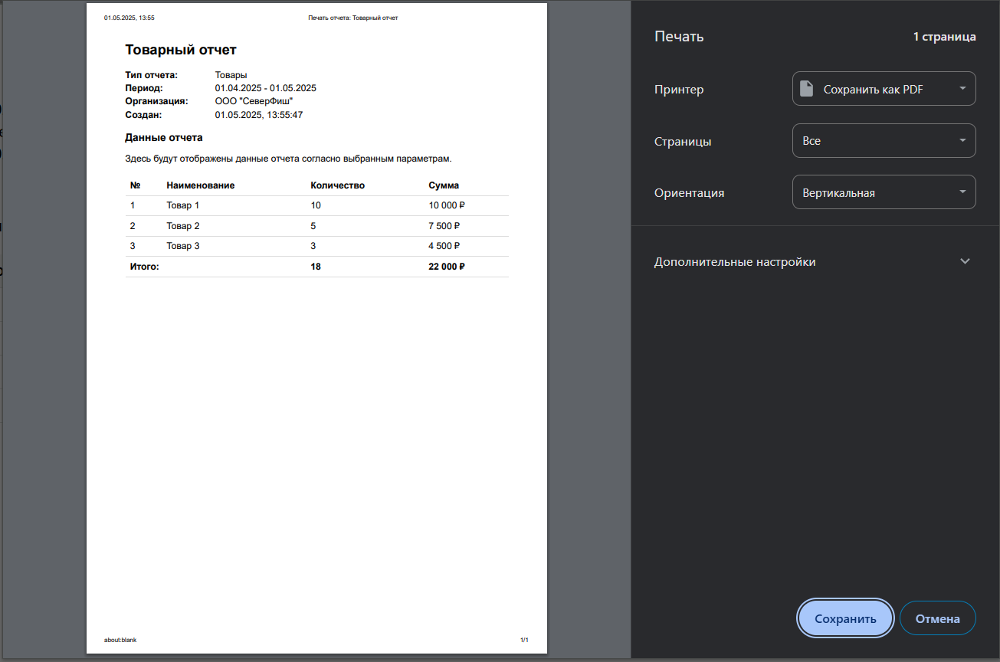 01.05.2025, 13:55 Печать отчета: Товарный отчет
Товарный отчет
Тип отчета: Товары
Период: 01.04.2025 - 01.05.2025
Организация: ООО "СеверФиш"
Создан: 01.05.2025, 13:55:47
Данные отчета
Здесь будут отображены данные отчета согласно выбранным параметрам.
№ Наименование Количество Сумма
1 Товар 1 10 10 000 ₽
2 Товар 2 5 7 500 ₽
3 Товар 3 3 4 500 ₽
Итого: 18 22 000 ₽
about:blank 1/1
Печать 1 страница
Принтер Сохранить как PDF
Страницы Все
Ориентация Вертикальная
Дополнительные настройки
Сохранить Отмена